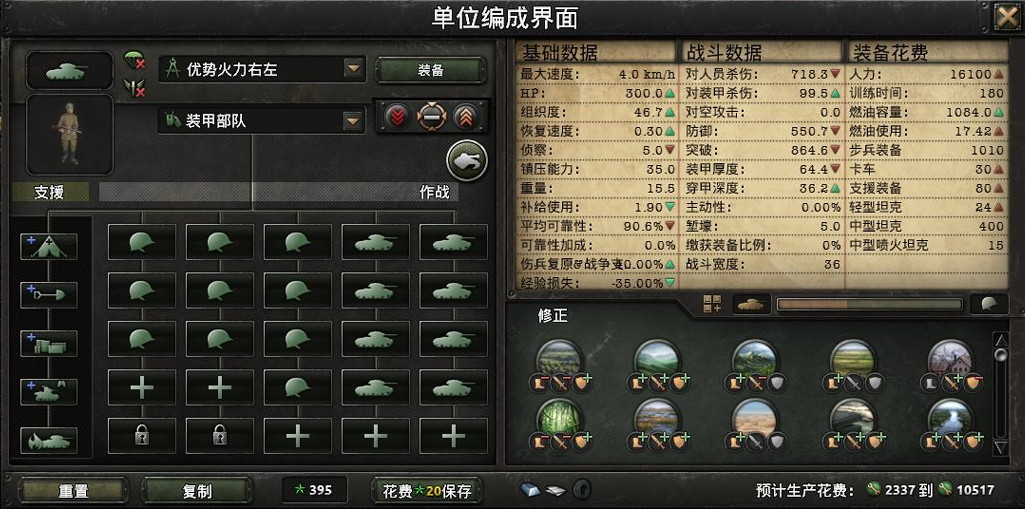 单位编成界面
优势火力右左
装备
装甲部队
支援
作战
基础数据
最大速度: 4.0 km/h
HP: 300.0
组织度: 46.7
恢复速度: 0.30
侦察: 5.0
镇压能力: 35.0
重量: 15.5
补给使用: 1.90
平均可靠性: 90.6%
可靠性加成: 0.0%
伤兵复原&战争支0.00%
经验损失: -35.00%
战斗数据
对人员杀伤: 718.3
对装甲杀伤: 99.5
对空攻击: 0.0
防御: 550.7
突破: 864.6
装甲厚度: 64.4
穿甲深度: 36.2
主动性: 0.00%
堑壕: 5.0
缴获装备比例: 0%
战斗宽度: 36
装备花费
人力: 16100
训练时间: 180
燃油容量: 1084.0
燃油使用: 17.42
步兵装备 1010
卡车 30
支援装备 80
轻型坦克 24
中型坦克 400
中型喷火坦克 15
修正
重置
复制
395
花费20保存
预计生产花费: 2337 到 10517